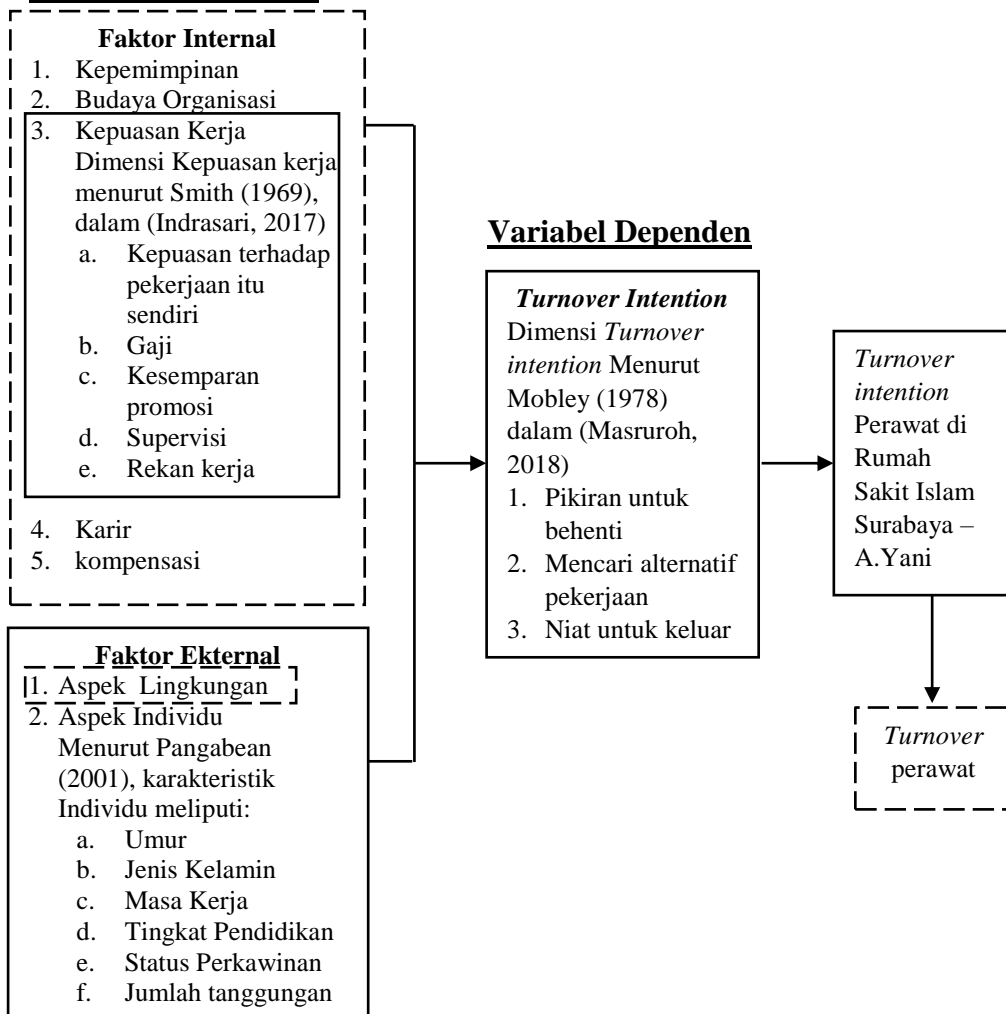 Faktor Internal
1. Kepemimpinan
2. Budaya Organisasi
3. Kepuasan Kerja
Dimensi Kepuasan kerja
menurut Smith (1969),
dalam (Indrasari, 2017)
a. Kepuasan terhadap
pekerjaan itu
sendiri
b. Gaji
c. Kesemparan
promosi
d. Supervisi
e. Rekan kerja
4. Karir
5. kompensasi
Faktor Ekternal
1. Aspek Lingkungan
2. Aspek Individu
Menurut Pangabean
(2001), karakteristik
Individu meliputi:
a. Umur
b. Jenis Kelamin
c. Masa Kerja
d. Tingkat Pendidikan
e. Status Perkawinan
f. Jumlah tanggungan
Variabel Dependen
Turnover Intention
Dimensi Turnover
intention Menurut
Mobley (1978)
dalam (Masruroh,
2018)
1. Pikiran untuk
behenti
2. Mencari alternatif
pekerjaan
3. Niat untuk keluar
Turnover
intention
Perawat di
Rumah
Sakit Islam
Surabaya –
A.Yani
Turnover
perawat